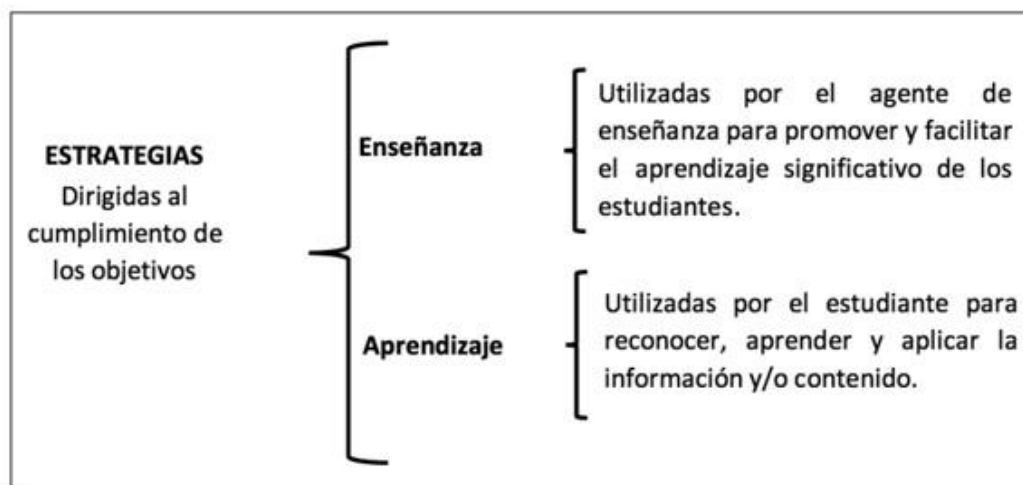 ESTRATEGIAS
Dirigidas al
cumplimiento de
los objetivos
Enseñanza
Utilizadas por el agente de
enseñanza para promover y facilitar
el aprendizaje significativo de los
estudiantes.
Aprendizaje
Utilizadas por el estudiante para
reconocer, aprender y aplicar la
información y/o contenido.